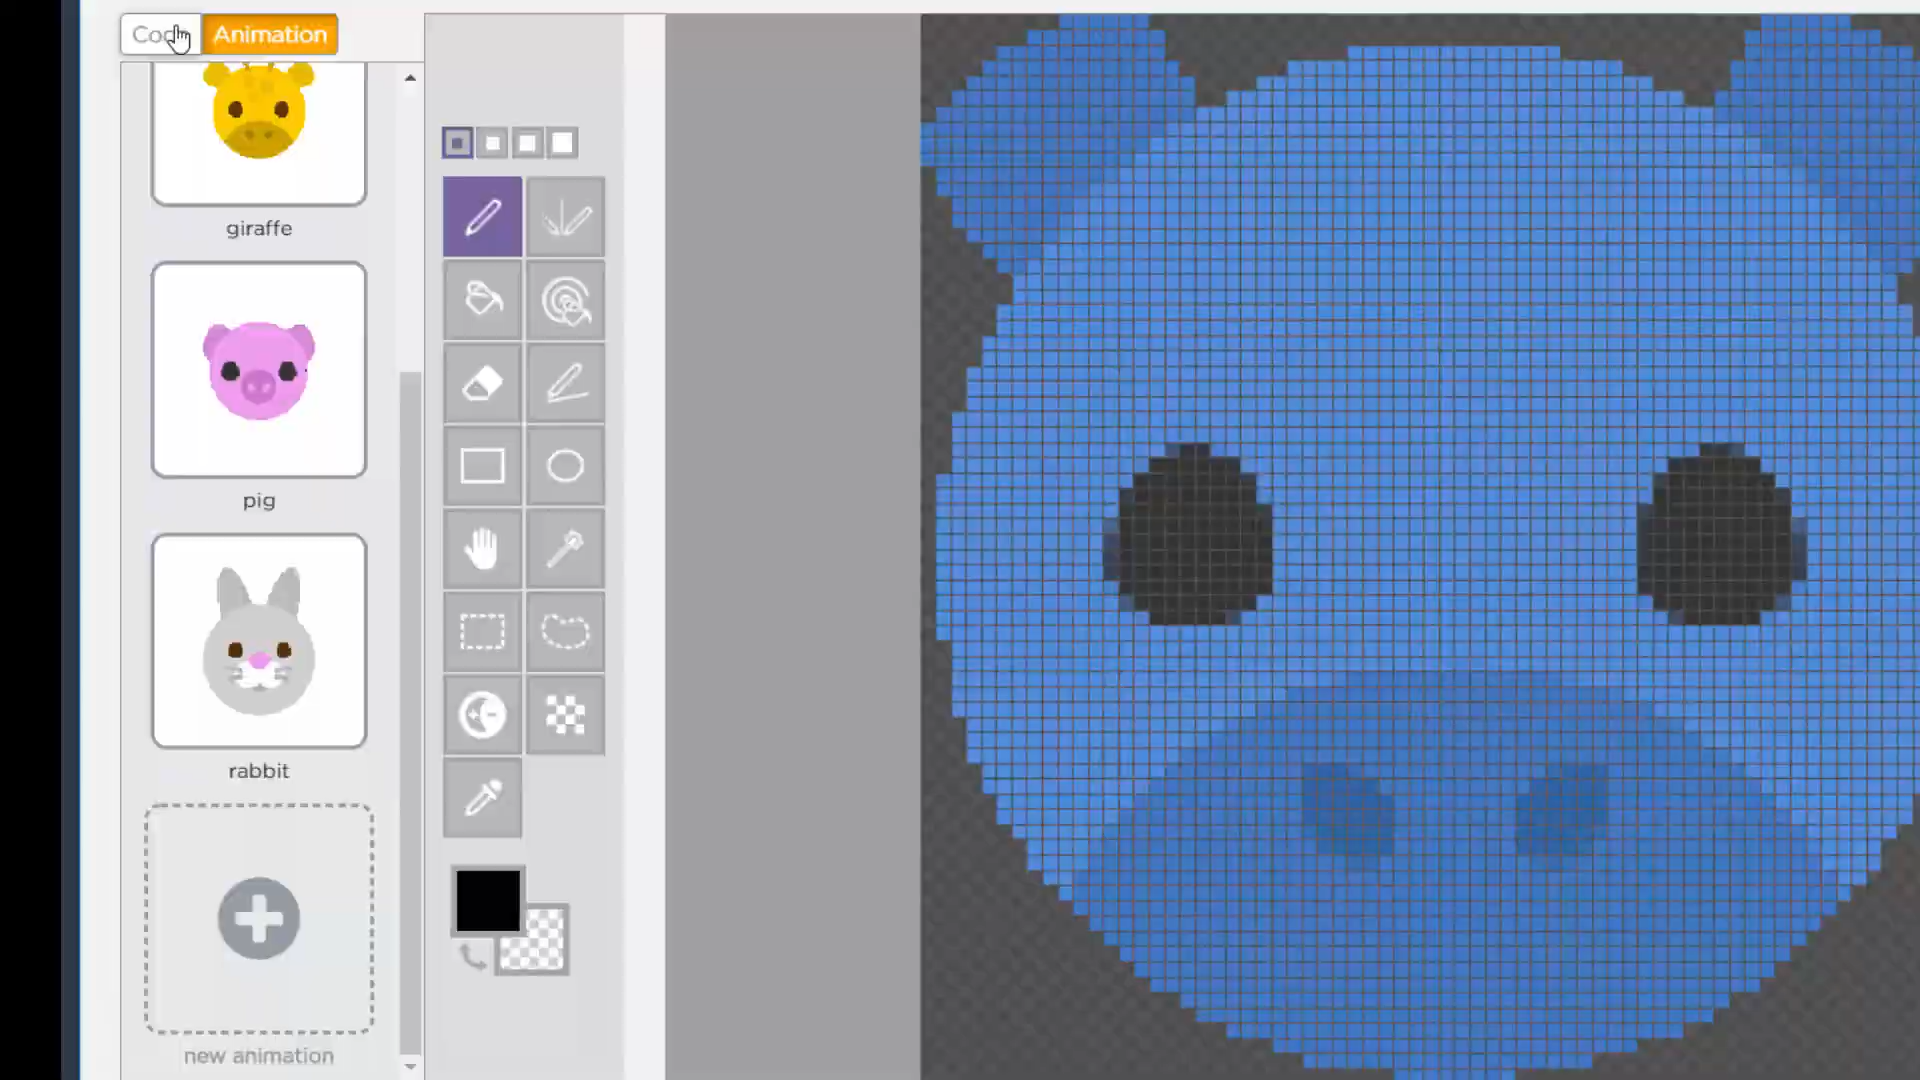 Animation
giraffe
pig
rabbit
new animation